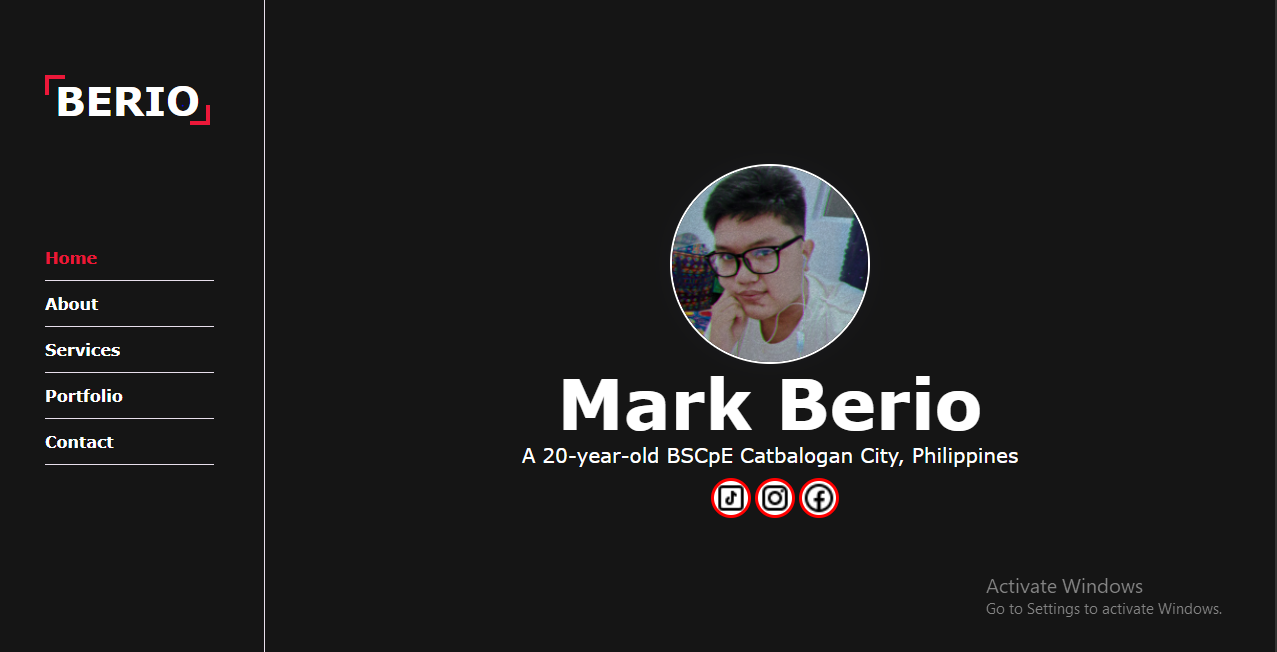 BERIO
Home
About
Services
Portfolio
Contact
Mark Berio
A 20-year-old BSCpE Catbalogan City, Philippines
Activate Windows
Go to Settings to activate Windows.